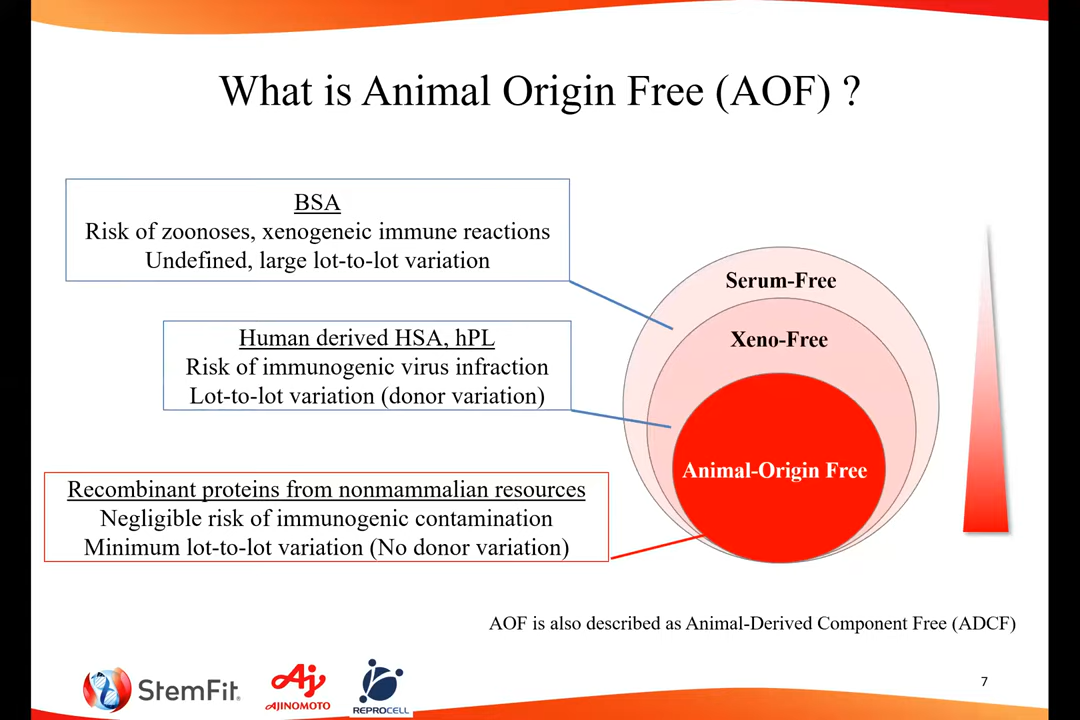 What is Animal Origin Free (AOF) ?
BSA
Risk of zoonoses, xenogeneic immune reactions
Undefined, large lot-to-lot variation
Human derived HSA, hPL
Risk of immunogenic virus infraction
Lot-to-lot variation (donor variation)
Recombinant proteins from nonmammalian resources
Negligible risk of immunogenic contamination
Minimum lot-to-lot variation (No donor variation)
Serum-Free
Xeno-Free
Animal-Origin Free
AOF is also described as Animal-Derived Component Free (ADCF)
StemFit®
Aj
AJINOMOTO
REPROCELL
7